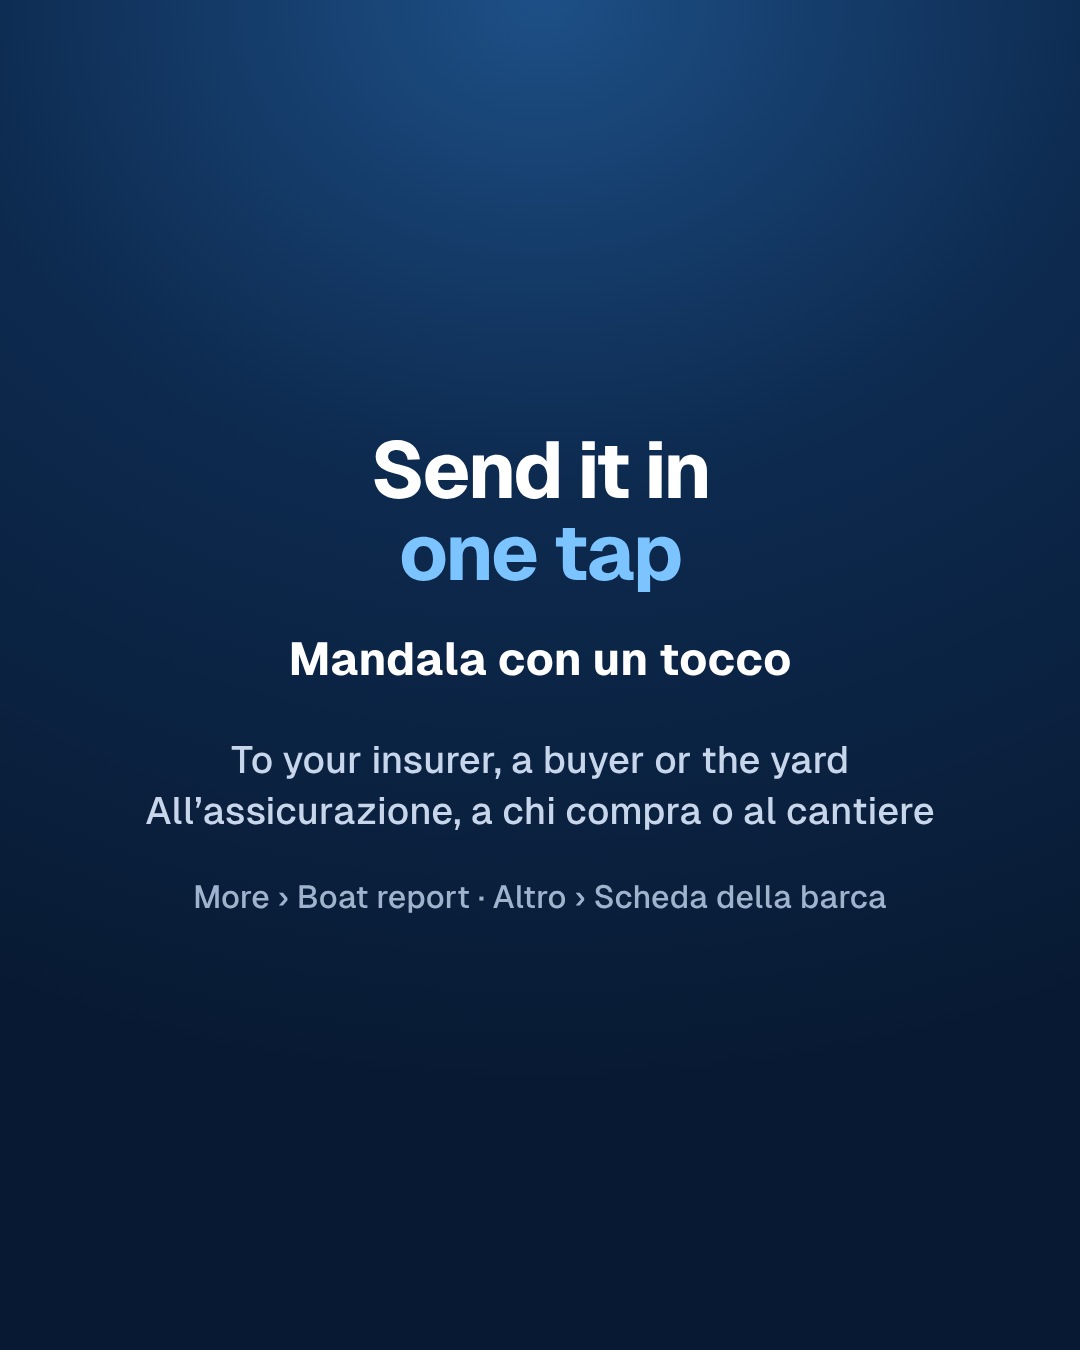 Send it in
one tap
Mandala con un tocco
To your insurer, a buyer or the yard
All’assicurazione, a chi compra o al cantiere
More › Boat report · Altro › Scheda della barca